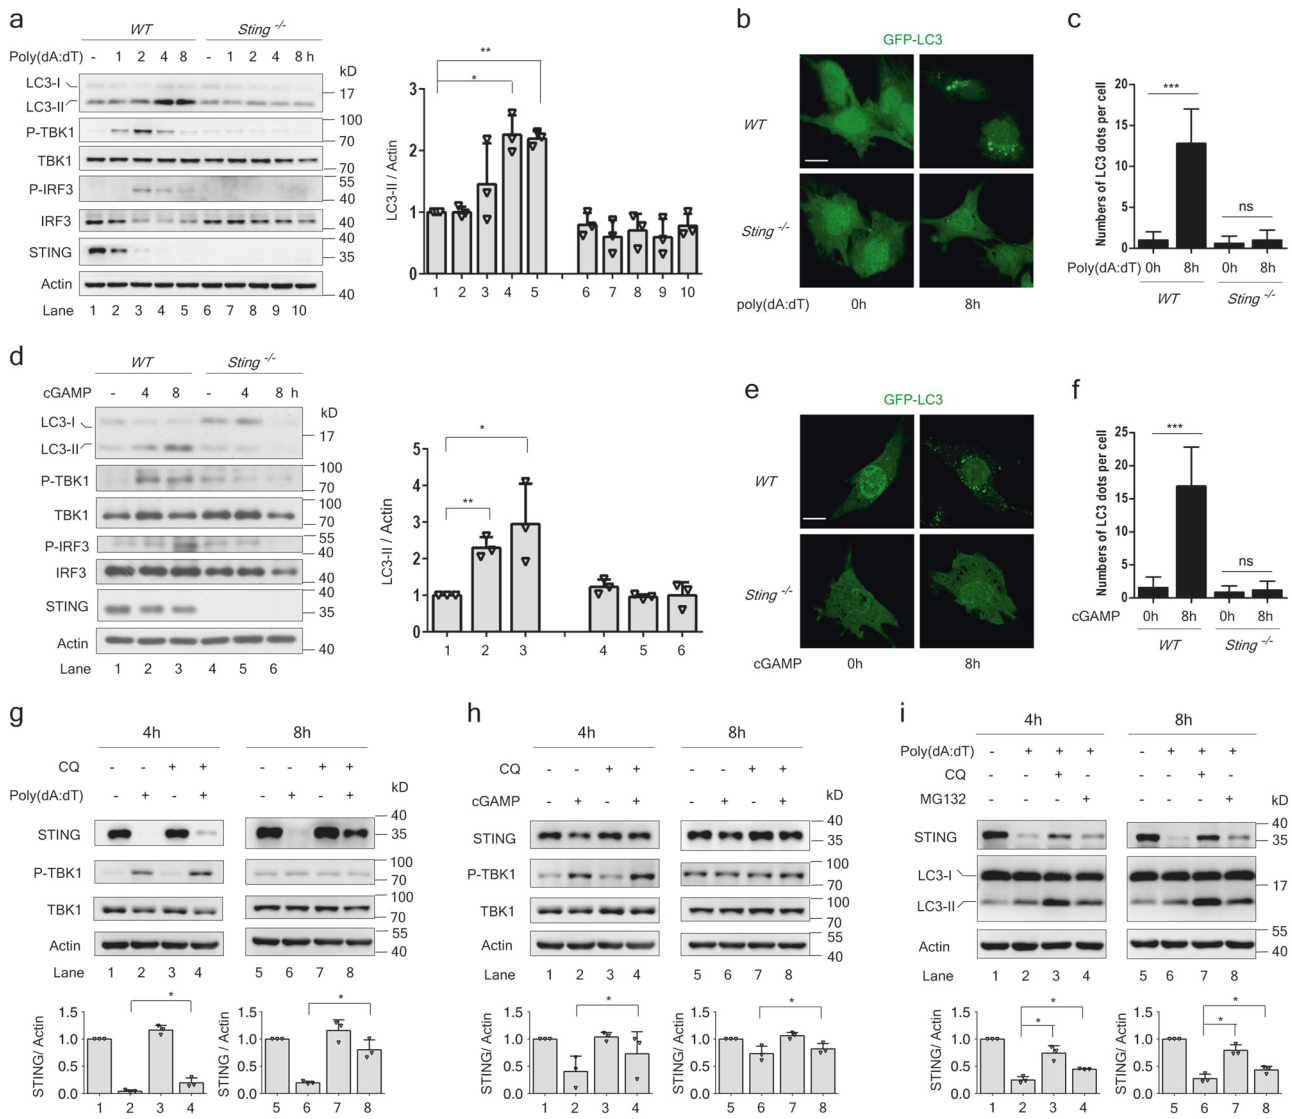 a
WT Sting -/-
Poly(dA:dT) - 1 2 4 8 - 1 2 4 8 h
kD
LC3-I
17
LC3-II
100
P-TBK1
70
TBK1
70
55
P-IRF3
40
IRF3
40
40
STING
35
Actin
40
Lane 1 2 3 4 5 6 7 8 9 10
LC3-II / Actin
3
2
1
0
* **
1 2 3 4 5 6 7 8 9 10
b
GFP-LC3
WT
Sting -/-
poly(dA:dT) 0h 8h
c
Numbers of LC3 dots per cell
20
15
10
5
0
*** ns
Poly(dA:dT) 0h 8h 0h 8h
WT Sting -/-
d
WT Sting -/-
cGAMP - 4 8 - 4 8 h
kD
LC3-I
17
LC3-II
100
P-TBK1
70
100
TBK1
70
55
P-IRF3
40
IRF3
40
40
STING
35
Actin
40
Lane 1 2 3 4 5 6
LC3-II / Actin
5
4
3
2
1
0
** *
1 2 3 4 5 6
e
GFP-LC3
WT
Sting -/-
cGAMP 0h 8h
f
Numbers of LC3 dots per cell
25
20
15
10
5
0
*** ns
cGAMP 0h 8h 0h 8h
WT Sting -/-
g
4h 8h
CQ - - + + - - + +
Poly(dA:dT) - + - + - + - + kD
40
STING 35
100
P-TBK1 70
100
TBK1 70
55
Actin 40
Lane 1 2 3 4 5 6 7 8
STING/ Actin
1.5
1.0
0.5
0.0
*
1 2 3 4
STING / Actin
1.5
1.0
0.5
0.0
*
5 6 7 8
h
4h 8h
CQ - - + + - - + +
cGAMP - + - + - + - + kD
40
STING 35
100
P-TBK1 70
100
TBK1 70
55
Actin 40
Lane 1 2 3 4 5 6 7 8
STING/ Actin
1.5
1.0
0.5
0.0
*
1 2 3 4
STING/ Actin
1.5
1.0
0.5
0.0
*
5 6 7 8
i
4h 8h
Poly(dA:dT) - + + + - + + +
CQ - - + - - - + -
MG132 - - - + - - - + kD
40
STING 35
LC3-I
17
LC3-II
55
Actin 40
Lane 1 2 3 4 5 6 7 8
STING/ Actin
1.5
1.0
0.5
0.0
* *
1 2 3 4
STING/ Actin
1.5
1.0
0.5
0.0
* *
5 6 7 8